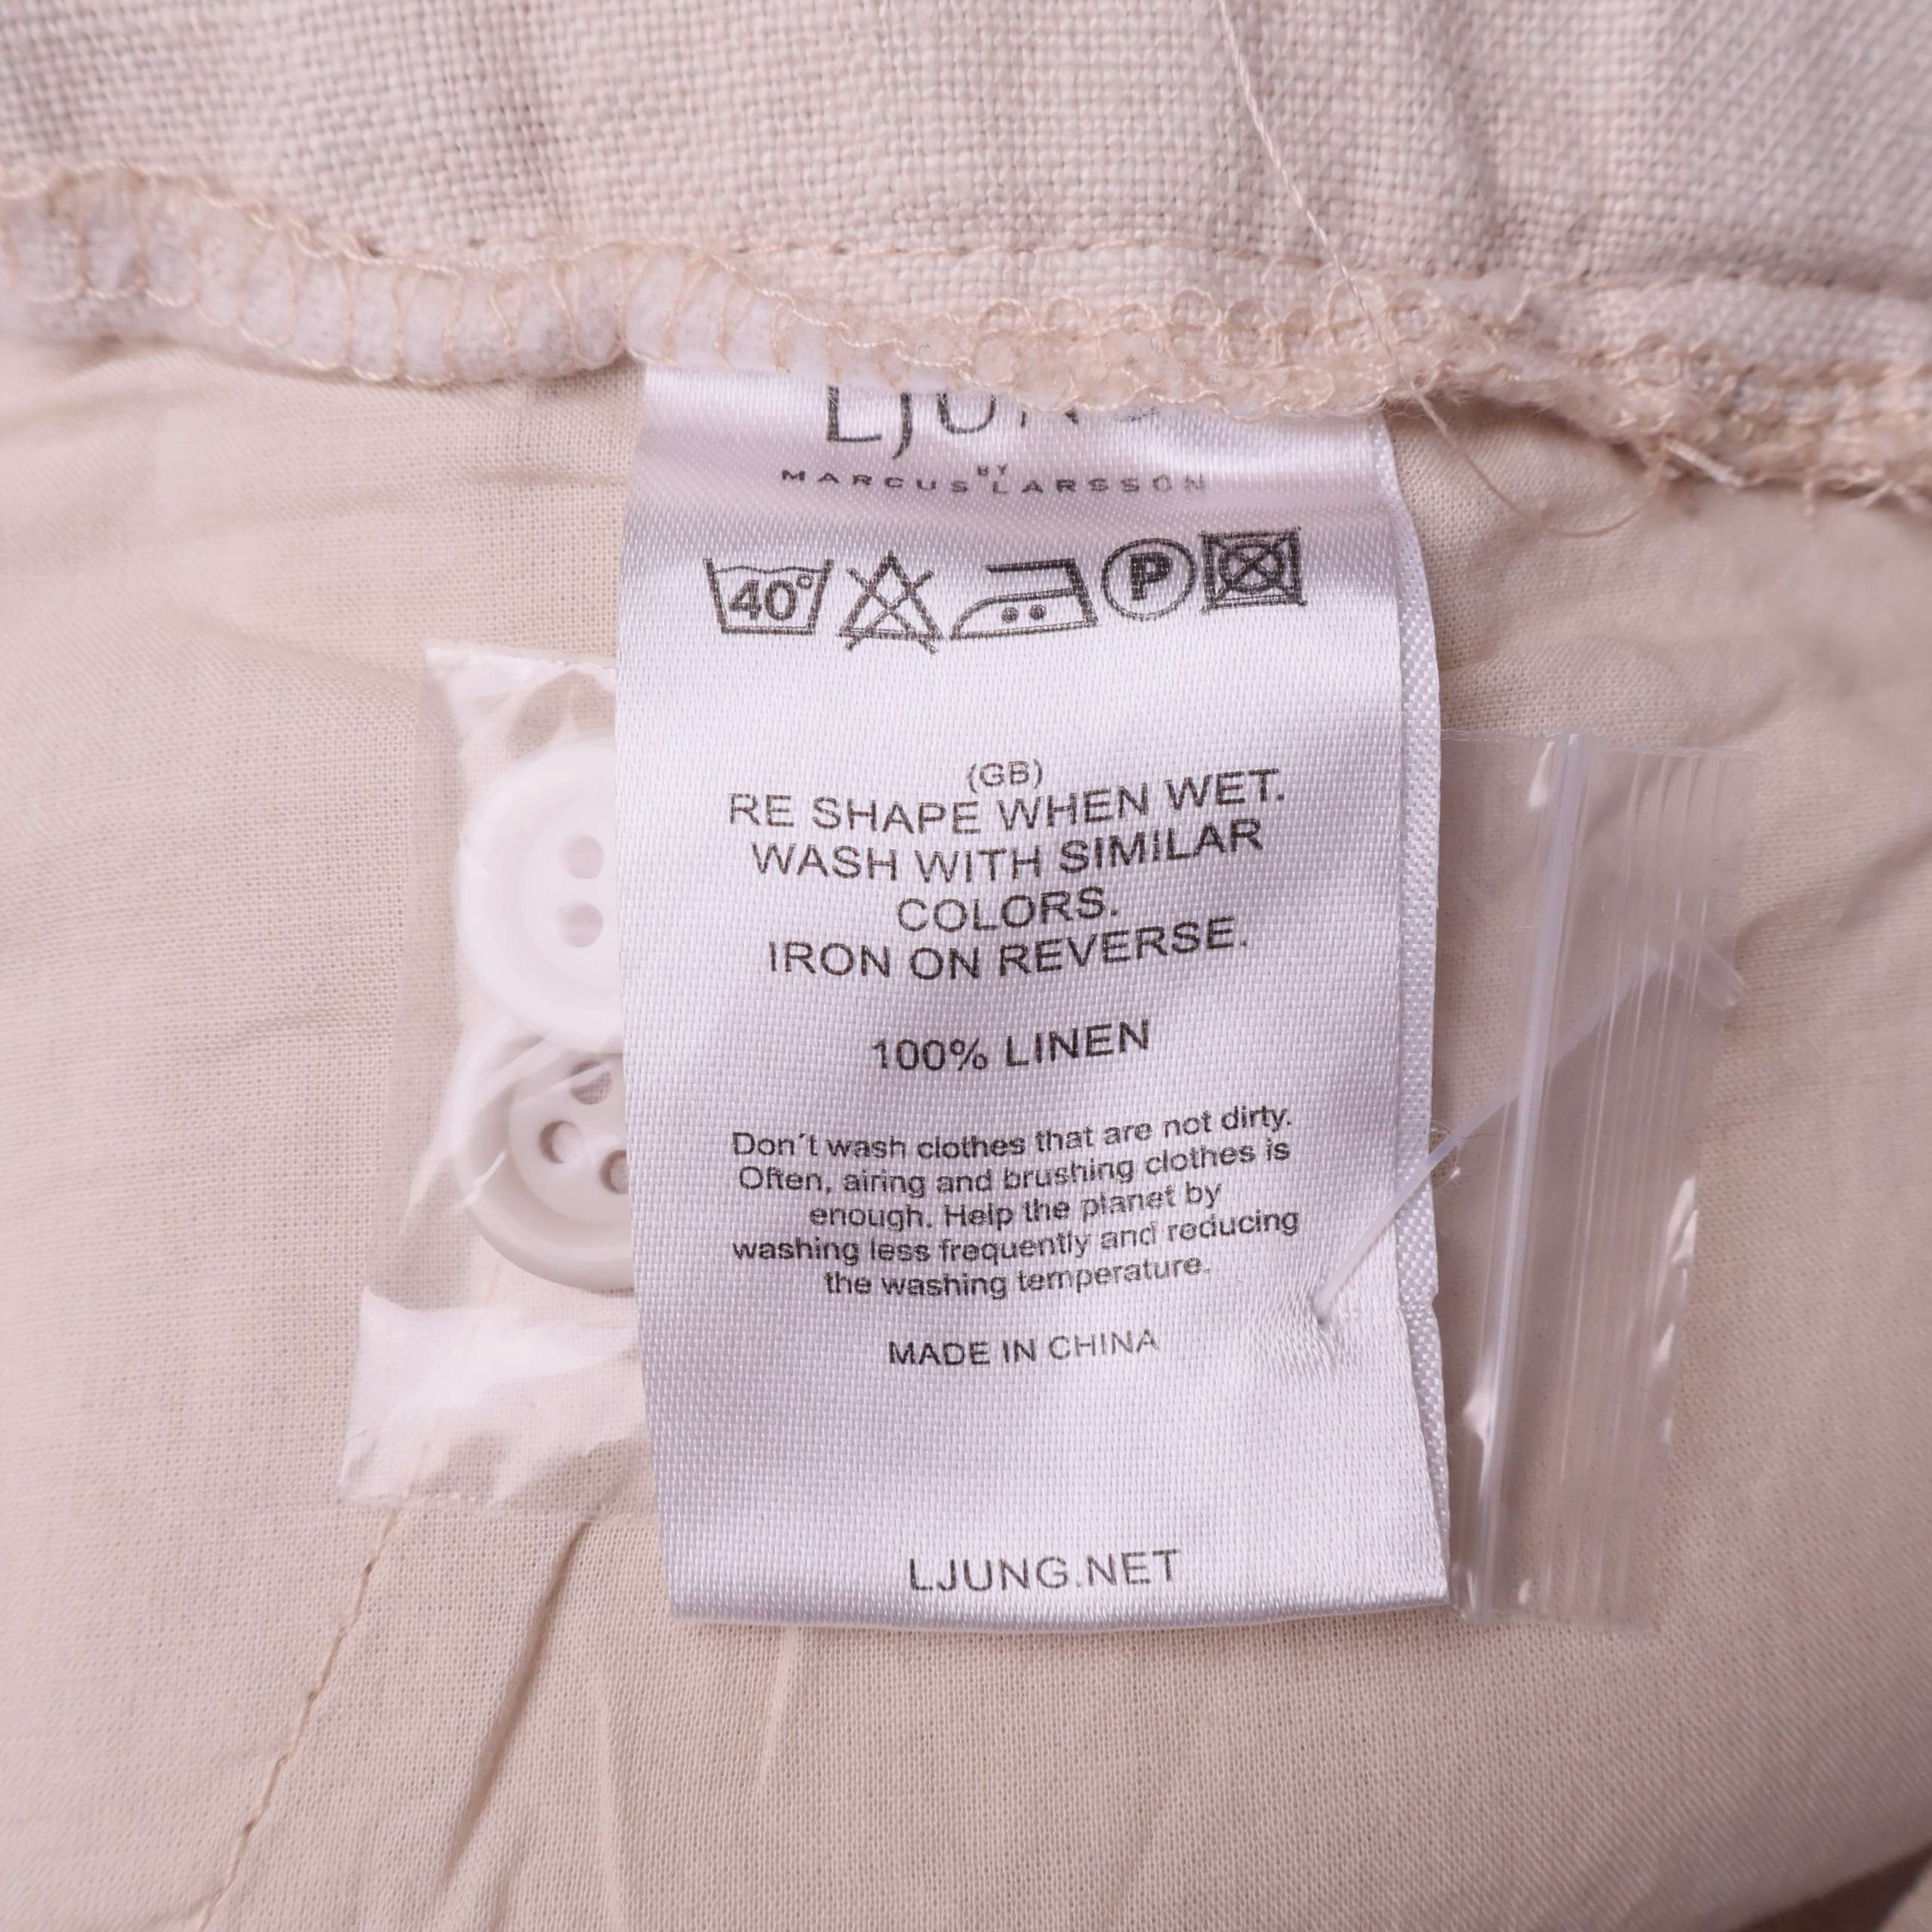 LJUNG
BY
MARCUS LARSSON
40°
P
(GB)
RE SHAPE WHEN WET.
WASH WITH SIMILAR
COLORS.
IRON ON REVERSE.
100% LINEN
Don´t wash clothes that are not dirty.
Often, airing and brushing clothes is
enough. Help the planet by
washing less frequently and reducing
the washing temperature.
MADE IN CHINA
LJUNG.NET